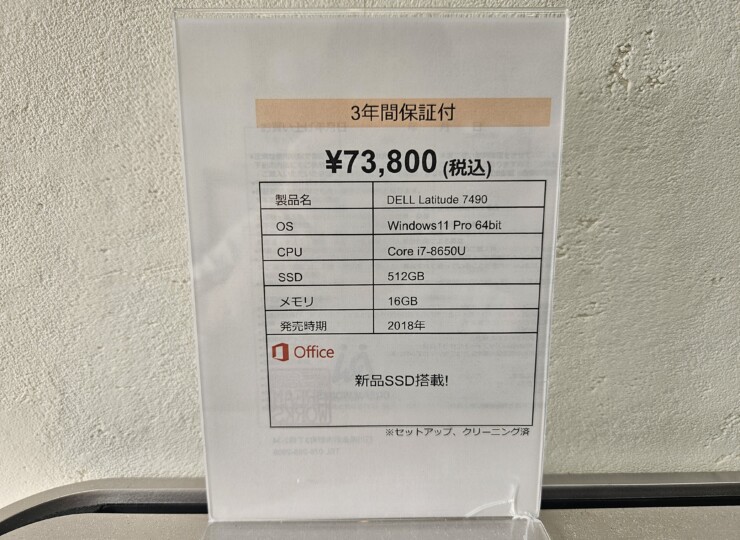 3年間保証付
¥73,800 (税込)
製品名 DELL Latitude 7490
OS Windows11 Pro 64bit
CPU Core i7-8650U
SSD 512GB
メモリ 16GB
発売時期 2018年
Office
新品SSD搭載!
※セットアップ、クリーニング済